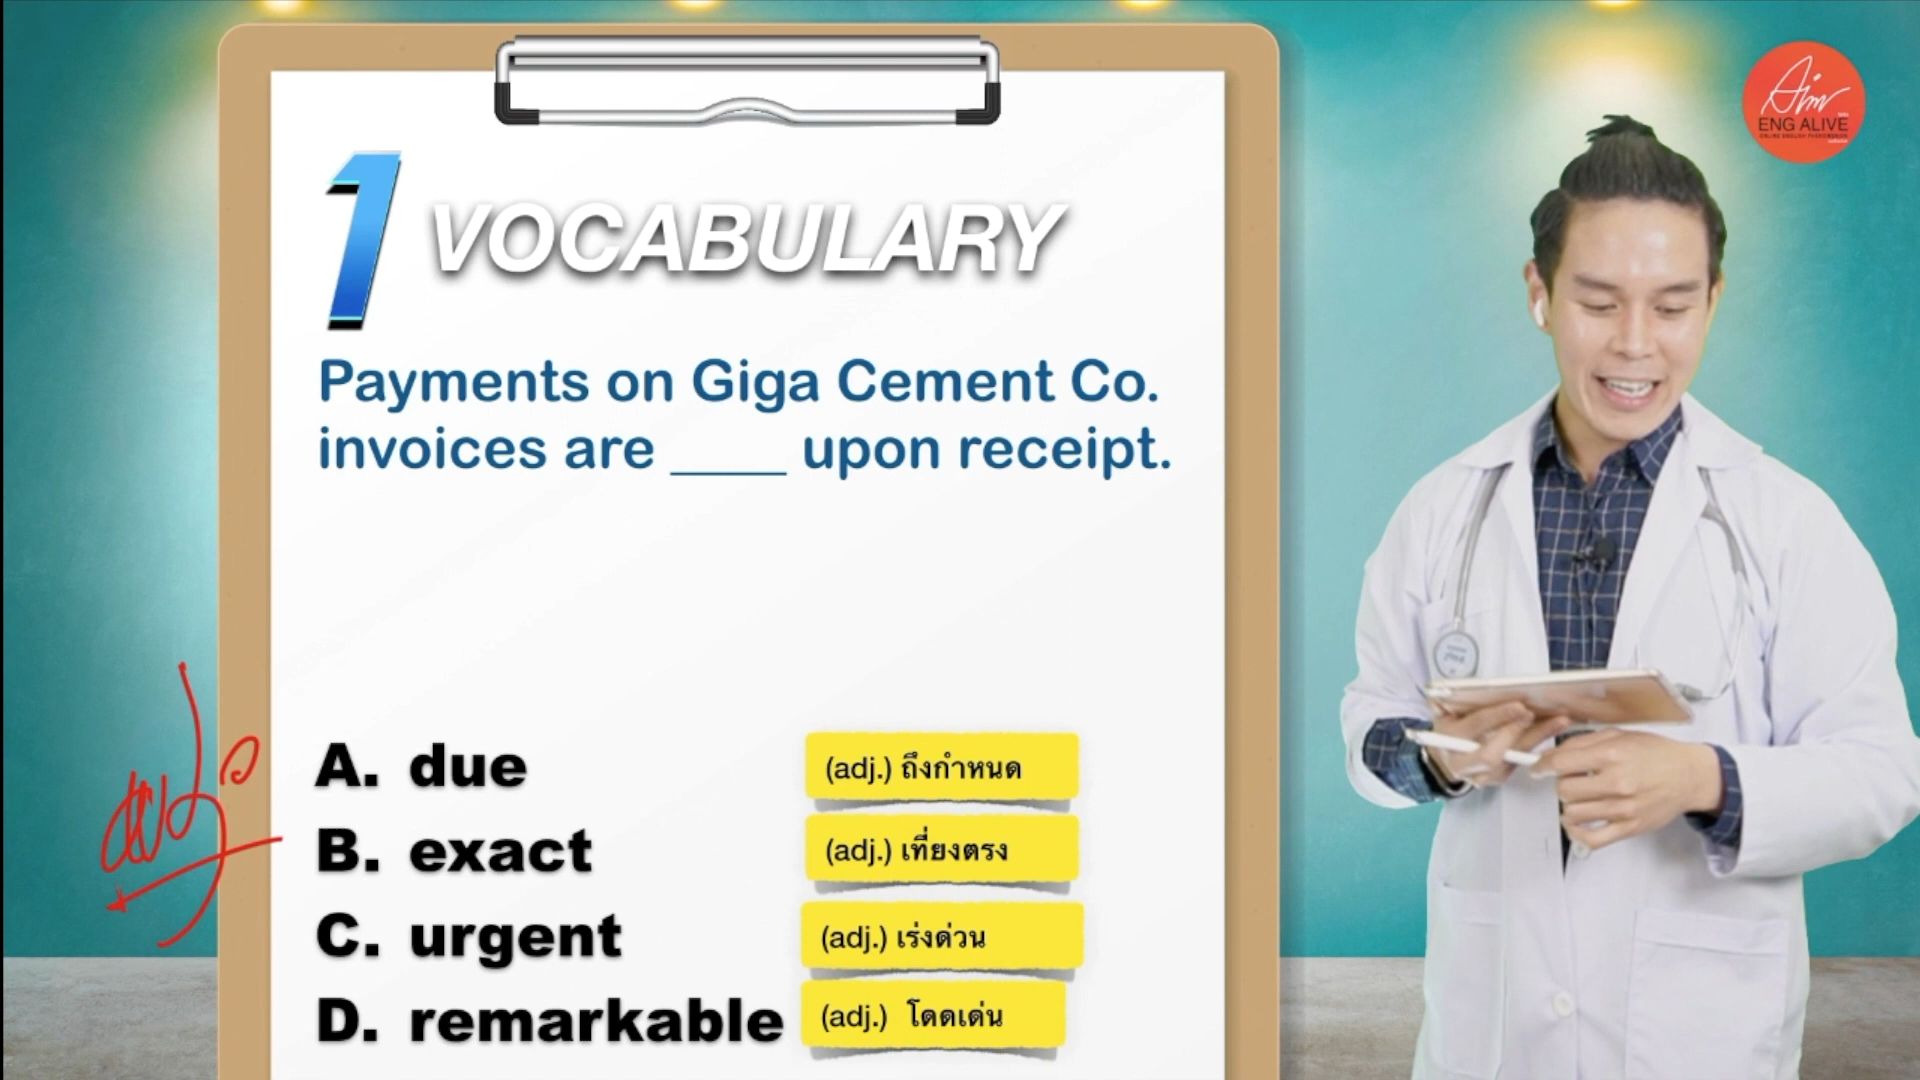 Aim
ENG ALIVE
1 VOCABULARY
Payments on Giga Cement Co.
invoices are ____ upon receipt.
A. due (adj.) ถึงกำหนด
B. exact (adj.) เที่ยงตรง
C. urgent (adj.) เร่งด่วน
D. remarkable (adj.) โดดเด่น